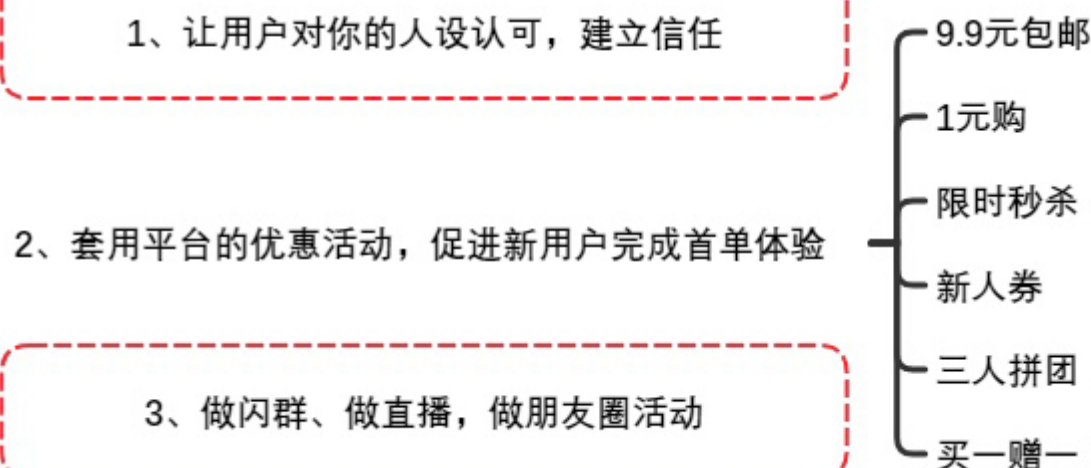 1、让用户对你的人设认可，建立信任
2、套用平台的优惠活动，促进新用户完成首单体验
9.9元包邮
1元购
限时秒杀
新人券
三人拼团
买一赠一
3、做闪群、做直播，做朋友圈活动